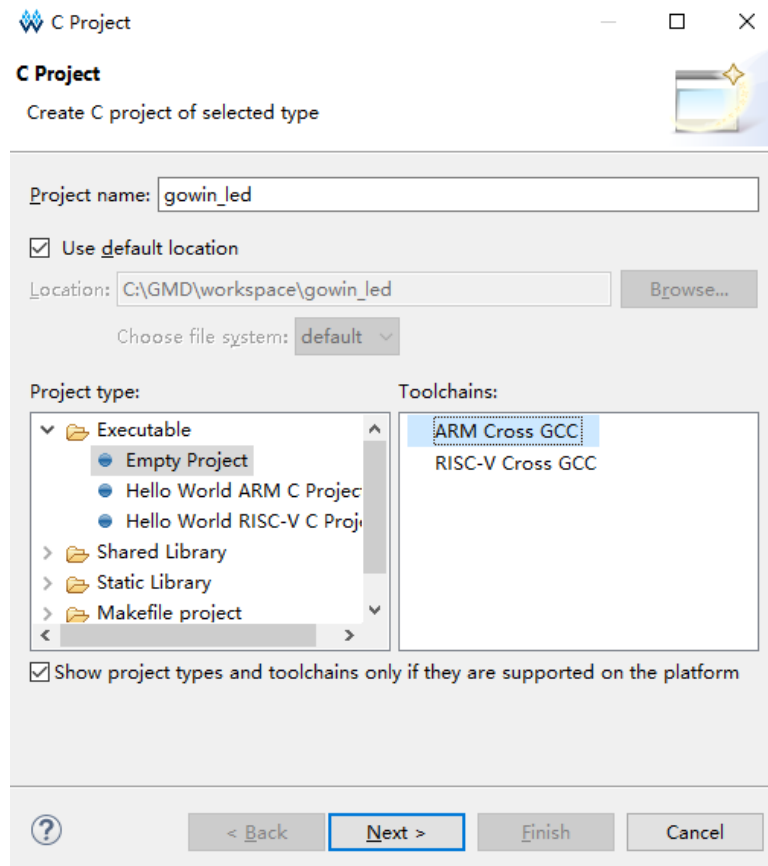 C Project
C Project
Create C project of selected type
Project name: gowin_led
Use default location
Location: C:\GMD\workspace\gowin_led Browse...
Choose file system: default
Project type: Toolchains:
Executable
Empty Project
Hello World ARM C Projec
Hello World RISC-V C Proj
Shared Library
Static Library
Makefile project
ARM Cross GCC
RISC-V Cross GCC
Show project types and toolchains only if they are supported on the platform
? < Back Next > Finish Cancel